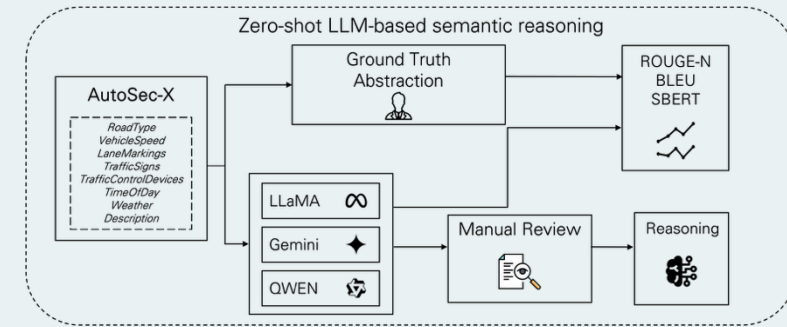 Zero-shot LLM-based semantic reasoning
AutoSec-X
RoadType
VehicleSpeed
LaneMarkings
TrafficSigns
TrafficControlDevices
TimeOfDay
Weather
Description
Ground Truth
Abstraction
ROUGE-N
BLEU
SBERT
LLaMA
Gemini
QWEN
Manual Review
Reasoning